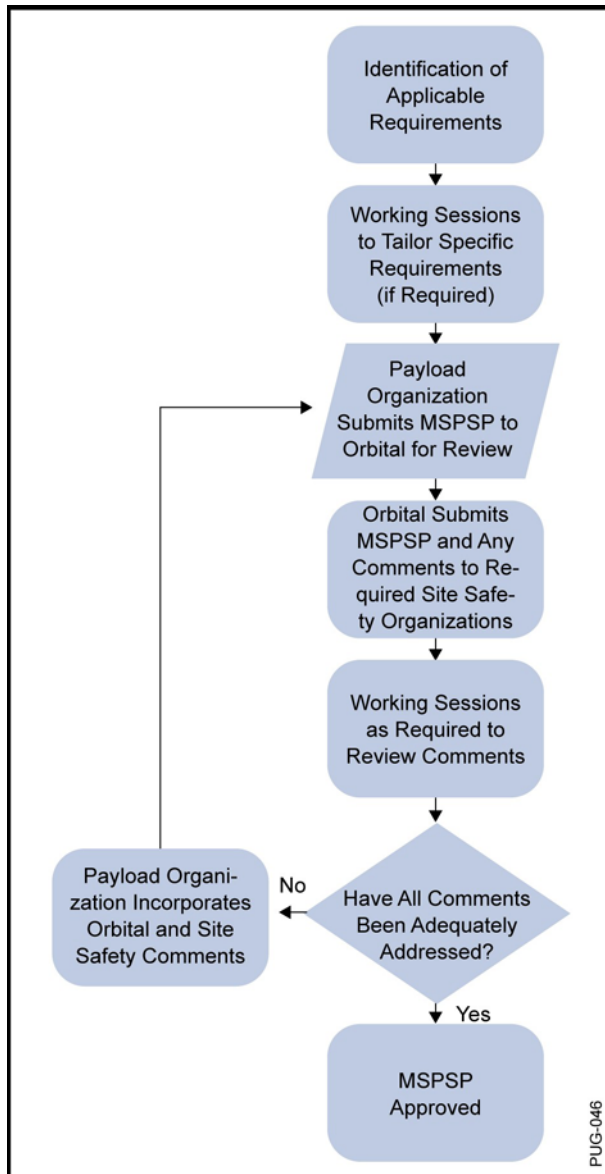 Identification of
Applicable
Requirements
Working Sessions
to Tailor Specific
Requirements
(if Required)
Payload
Organization
Submits MSPSP to
Orbital for Review
Orbital Submits
MSPSP and Any
Comments to Re-
quired Site Safe-
ty Organizations
Working Sessions
as Required to
Review Comments
Have All Comments
Been Adequately
Addressed?
No
Payload Organi-
zation Incorporates
Orbital and Site
Safety Comments
Yes
MSPSP
Approved
PUG-046